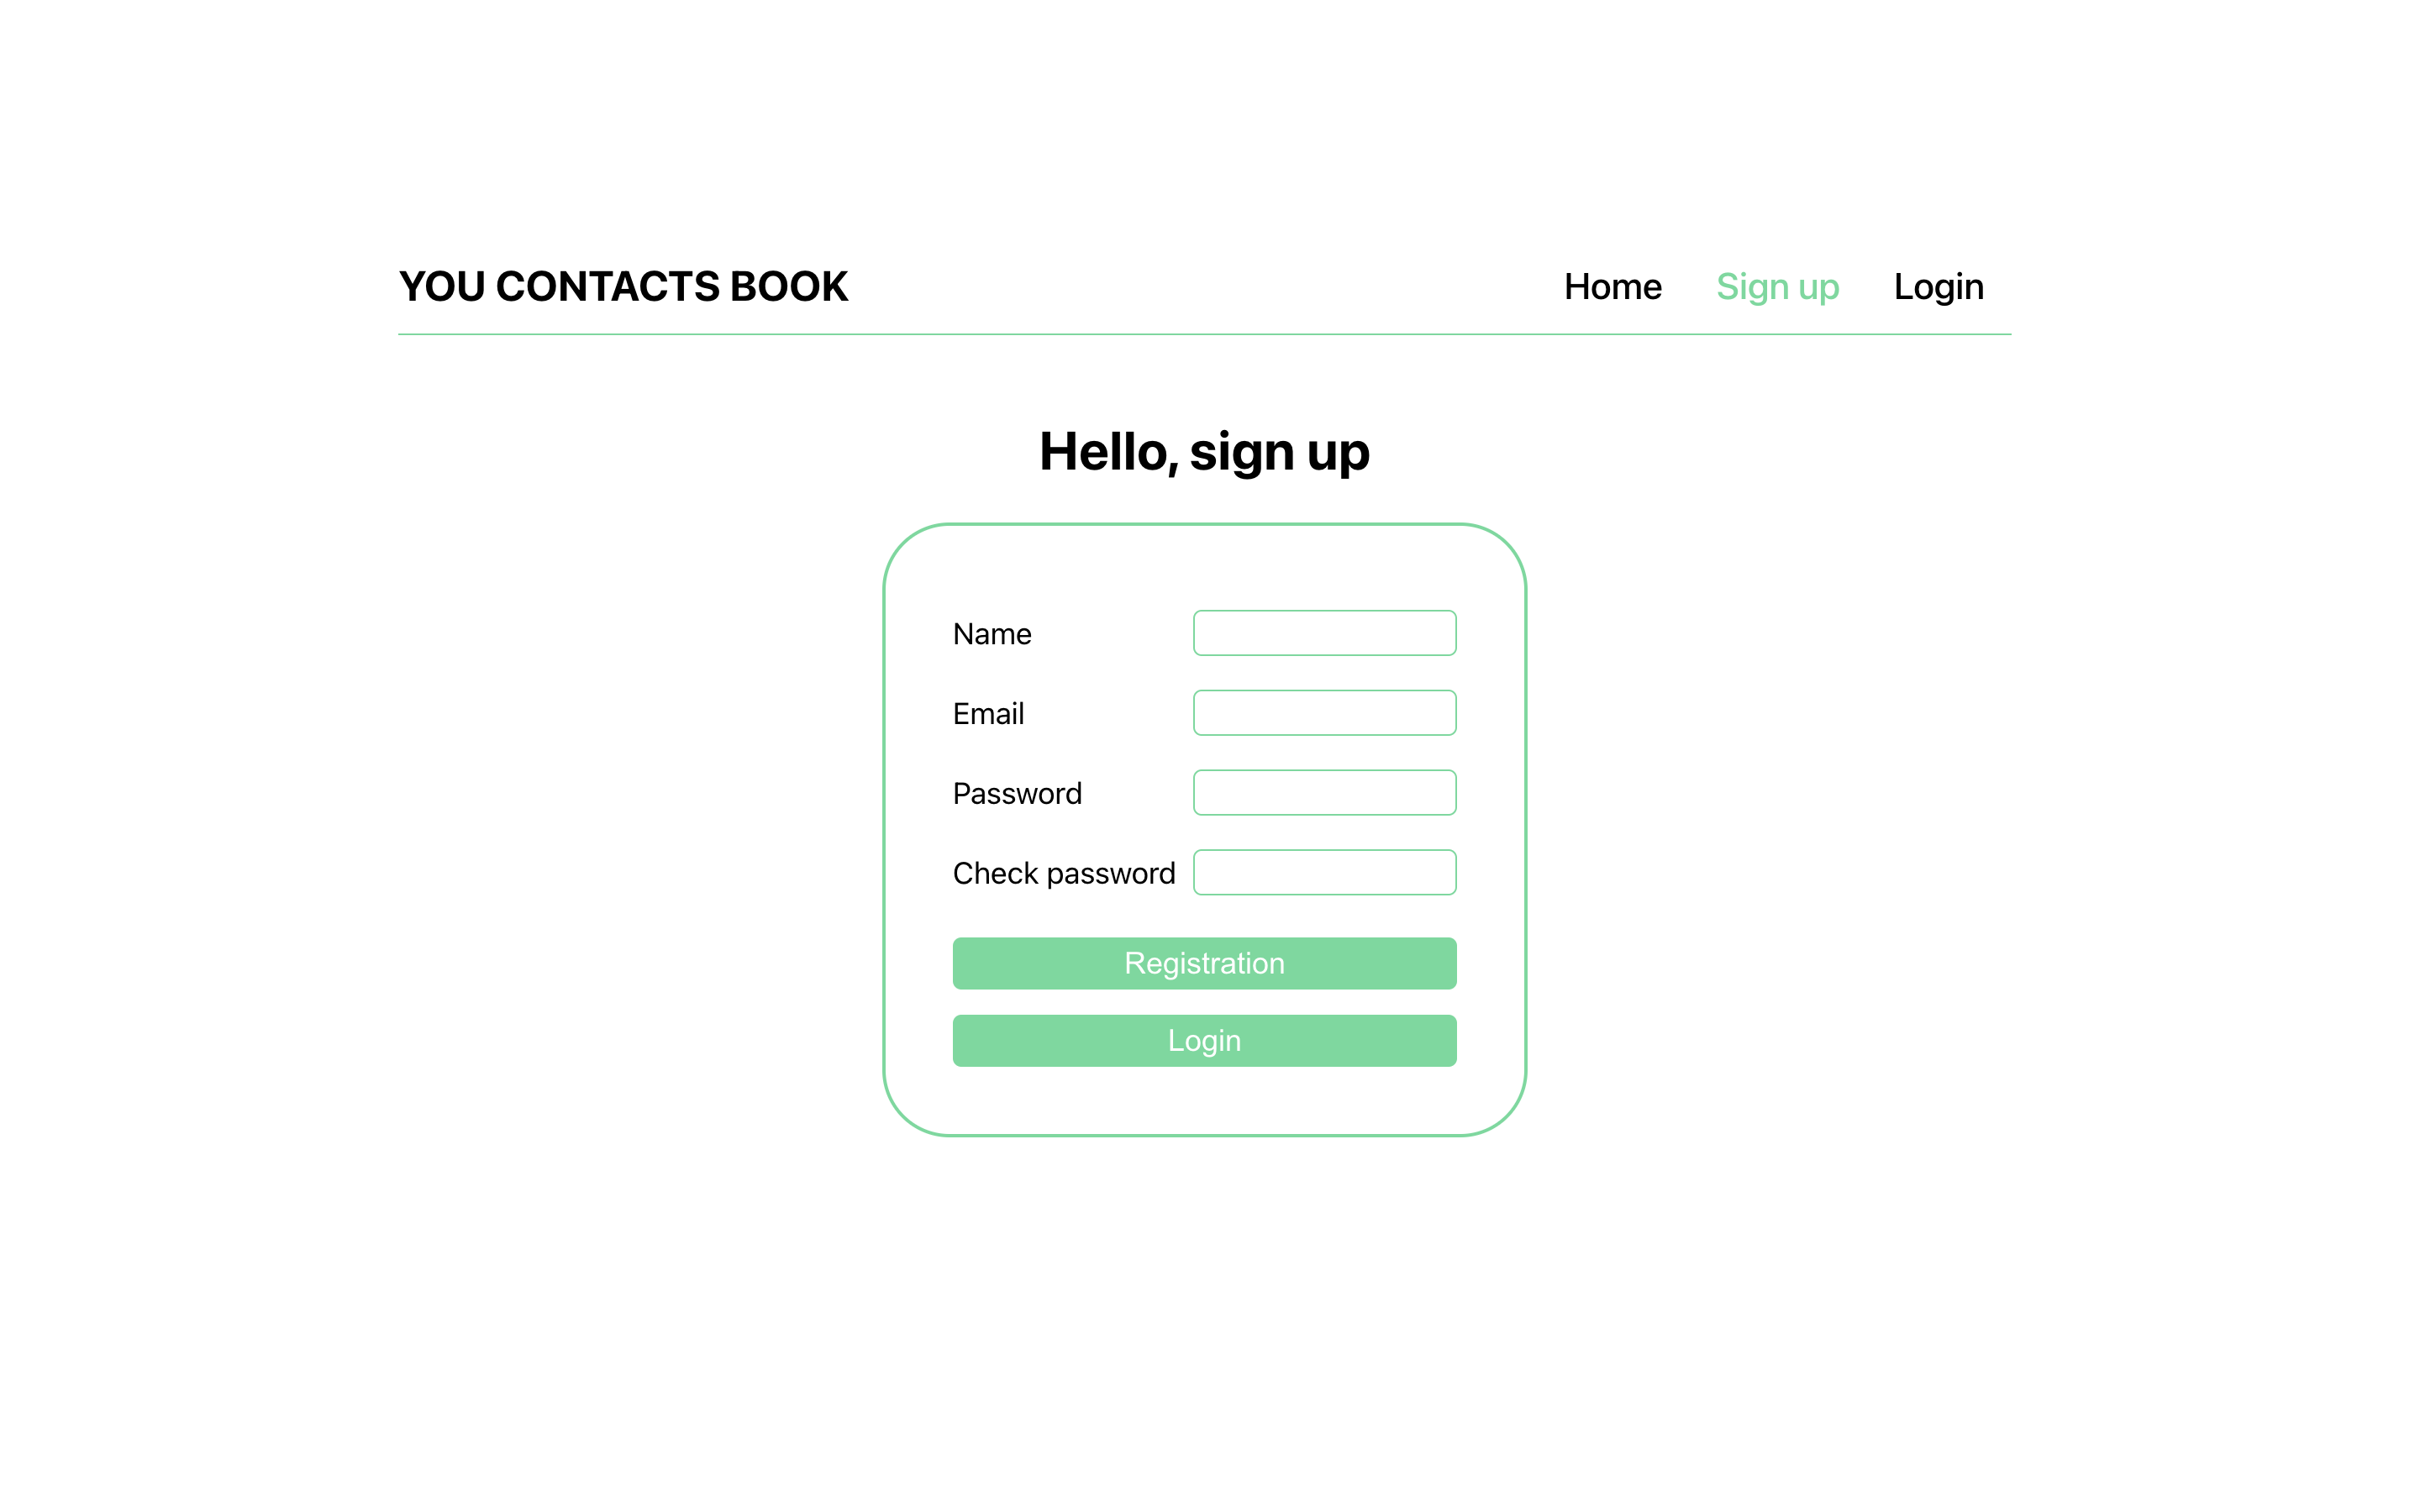 YOU CONTACTS BOOK
Home Sign up Login
Hello, sign up
Name
Email
Password
Check password
Registration
Login